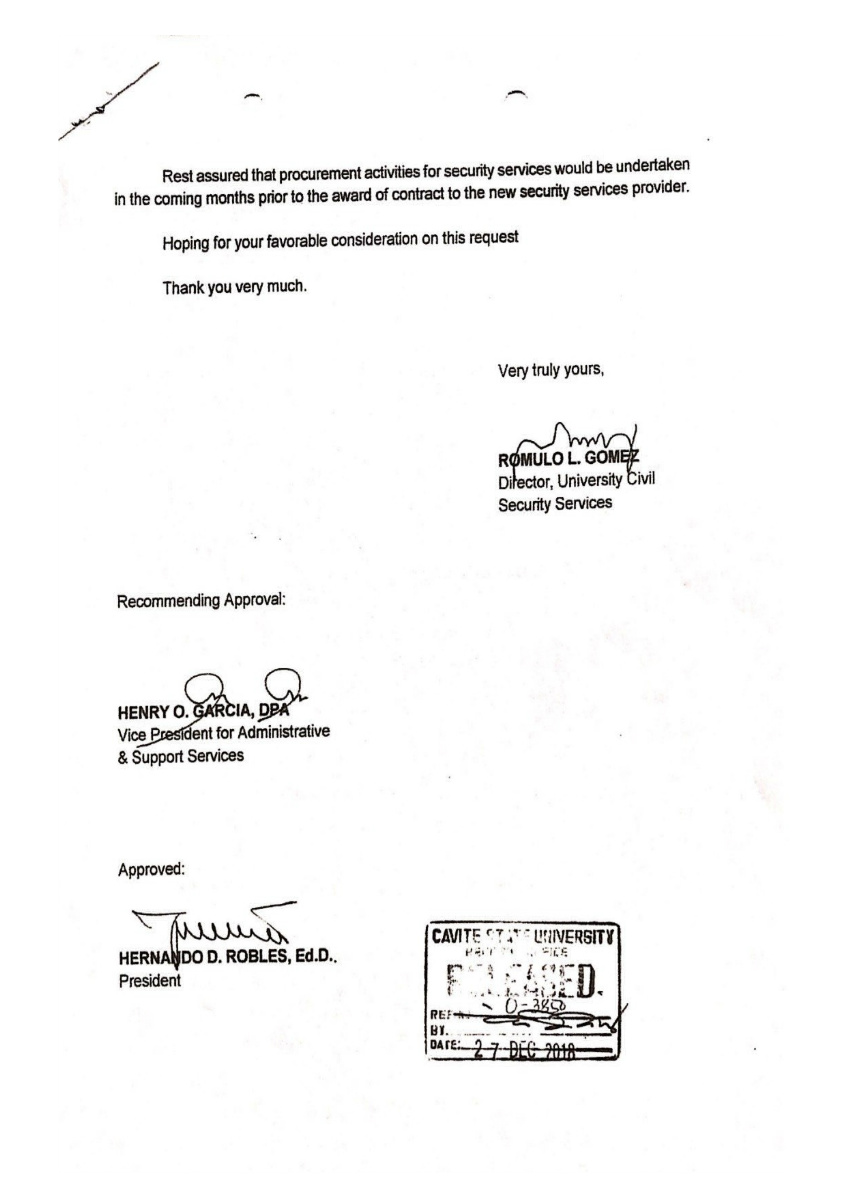 Rest assured that procurement activities for security services would be undertaken
in the coming months prior to the award of contract to the new security services provider.
Hoping for your favorable consideration on this request
Thank you very much.
Very truly yours,
ROMULO L. GOMEZ
Director, University Civil
Security Services
Recommending Approval:
HENRY O. GARCIA, DPA
Vice President for Administrative
& Support Services
Approved:
HERNANDO D. ROBLES, Ed.D..
President
CAVITE STATE UNIVERSITY
RELEASED.
REF
BY.
DATE: 27 DEC 2018